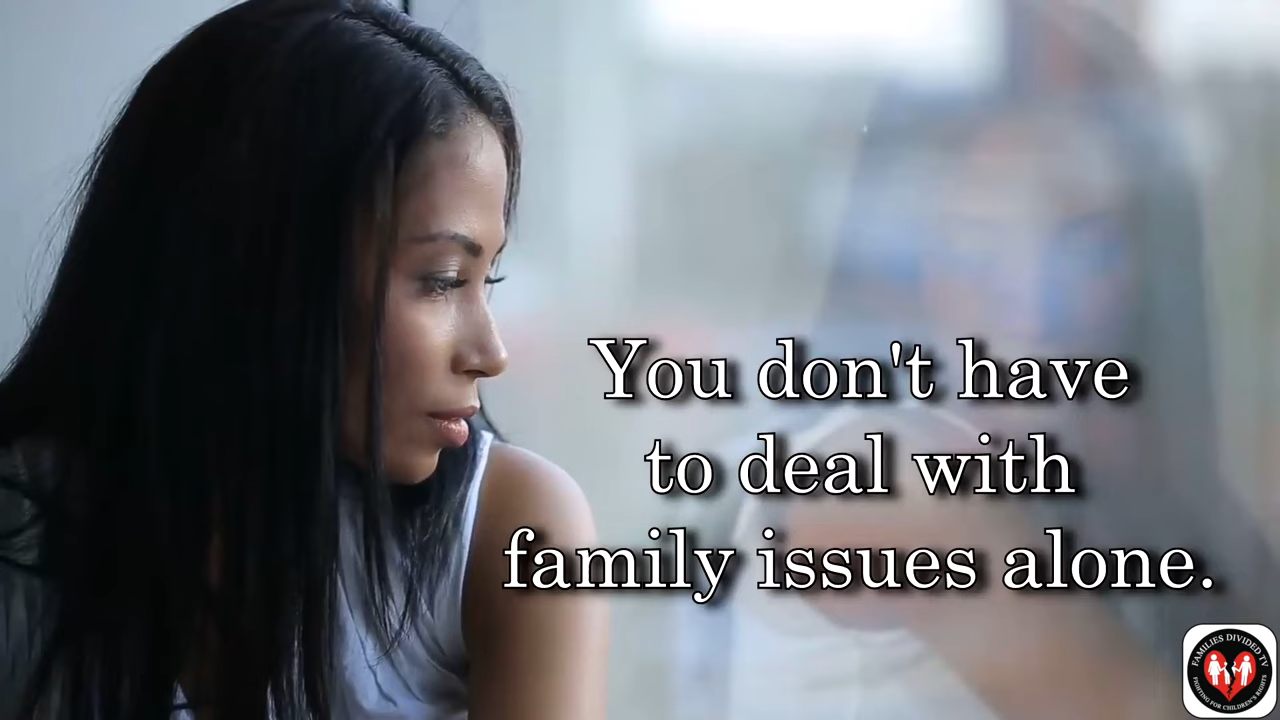 You don't have
to deal with
family issues alone.
FAMILIES DIVIDED TV
FIGHTING FOR CHILDREN'S RIGHTS